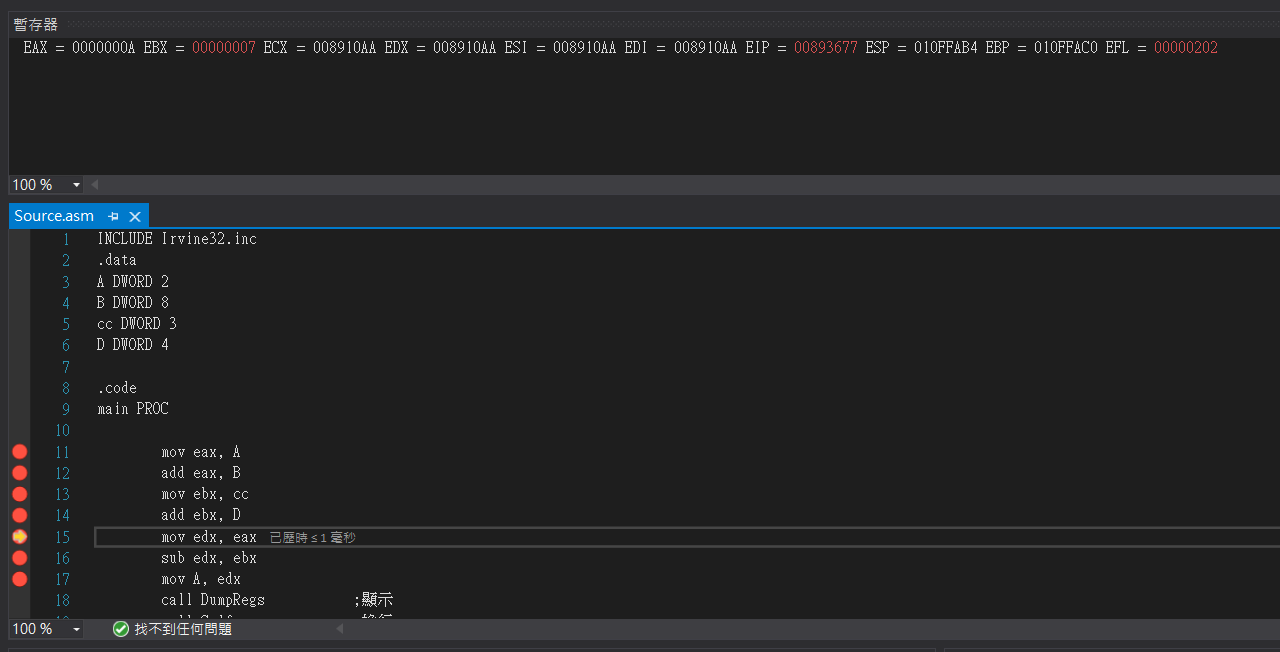 暫存器
EAX = 0000000A EBX = 00000007 ECX = 008910AA EDX = 008910AA ESI = 008910AA EDI = 008910AA EIP = 00893677 ESP = 010FFAB4 EBP = 010FFAC0 EFL = 00000202
100 %
Source.asm
1 INCLUDE Irvine32.inc
2 .data
3 A DWORD 2
4 B DWORD 8
5 cc DWORD 3
6 D DWORD 4
7
8 .code
9 main PROC
10
11 mov eax, A
12 add eax, B
13 mov ebx, cc
14 add ebx, D
15 mov edx, eax 已歷時 ≤ 1 毫秒
16 sub edx, ebx
17 mov A, edx
18 call DumpRegs ;顯示
100 % 找不到任何問題